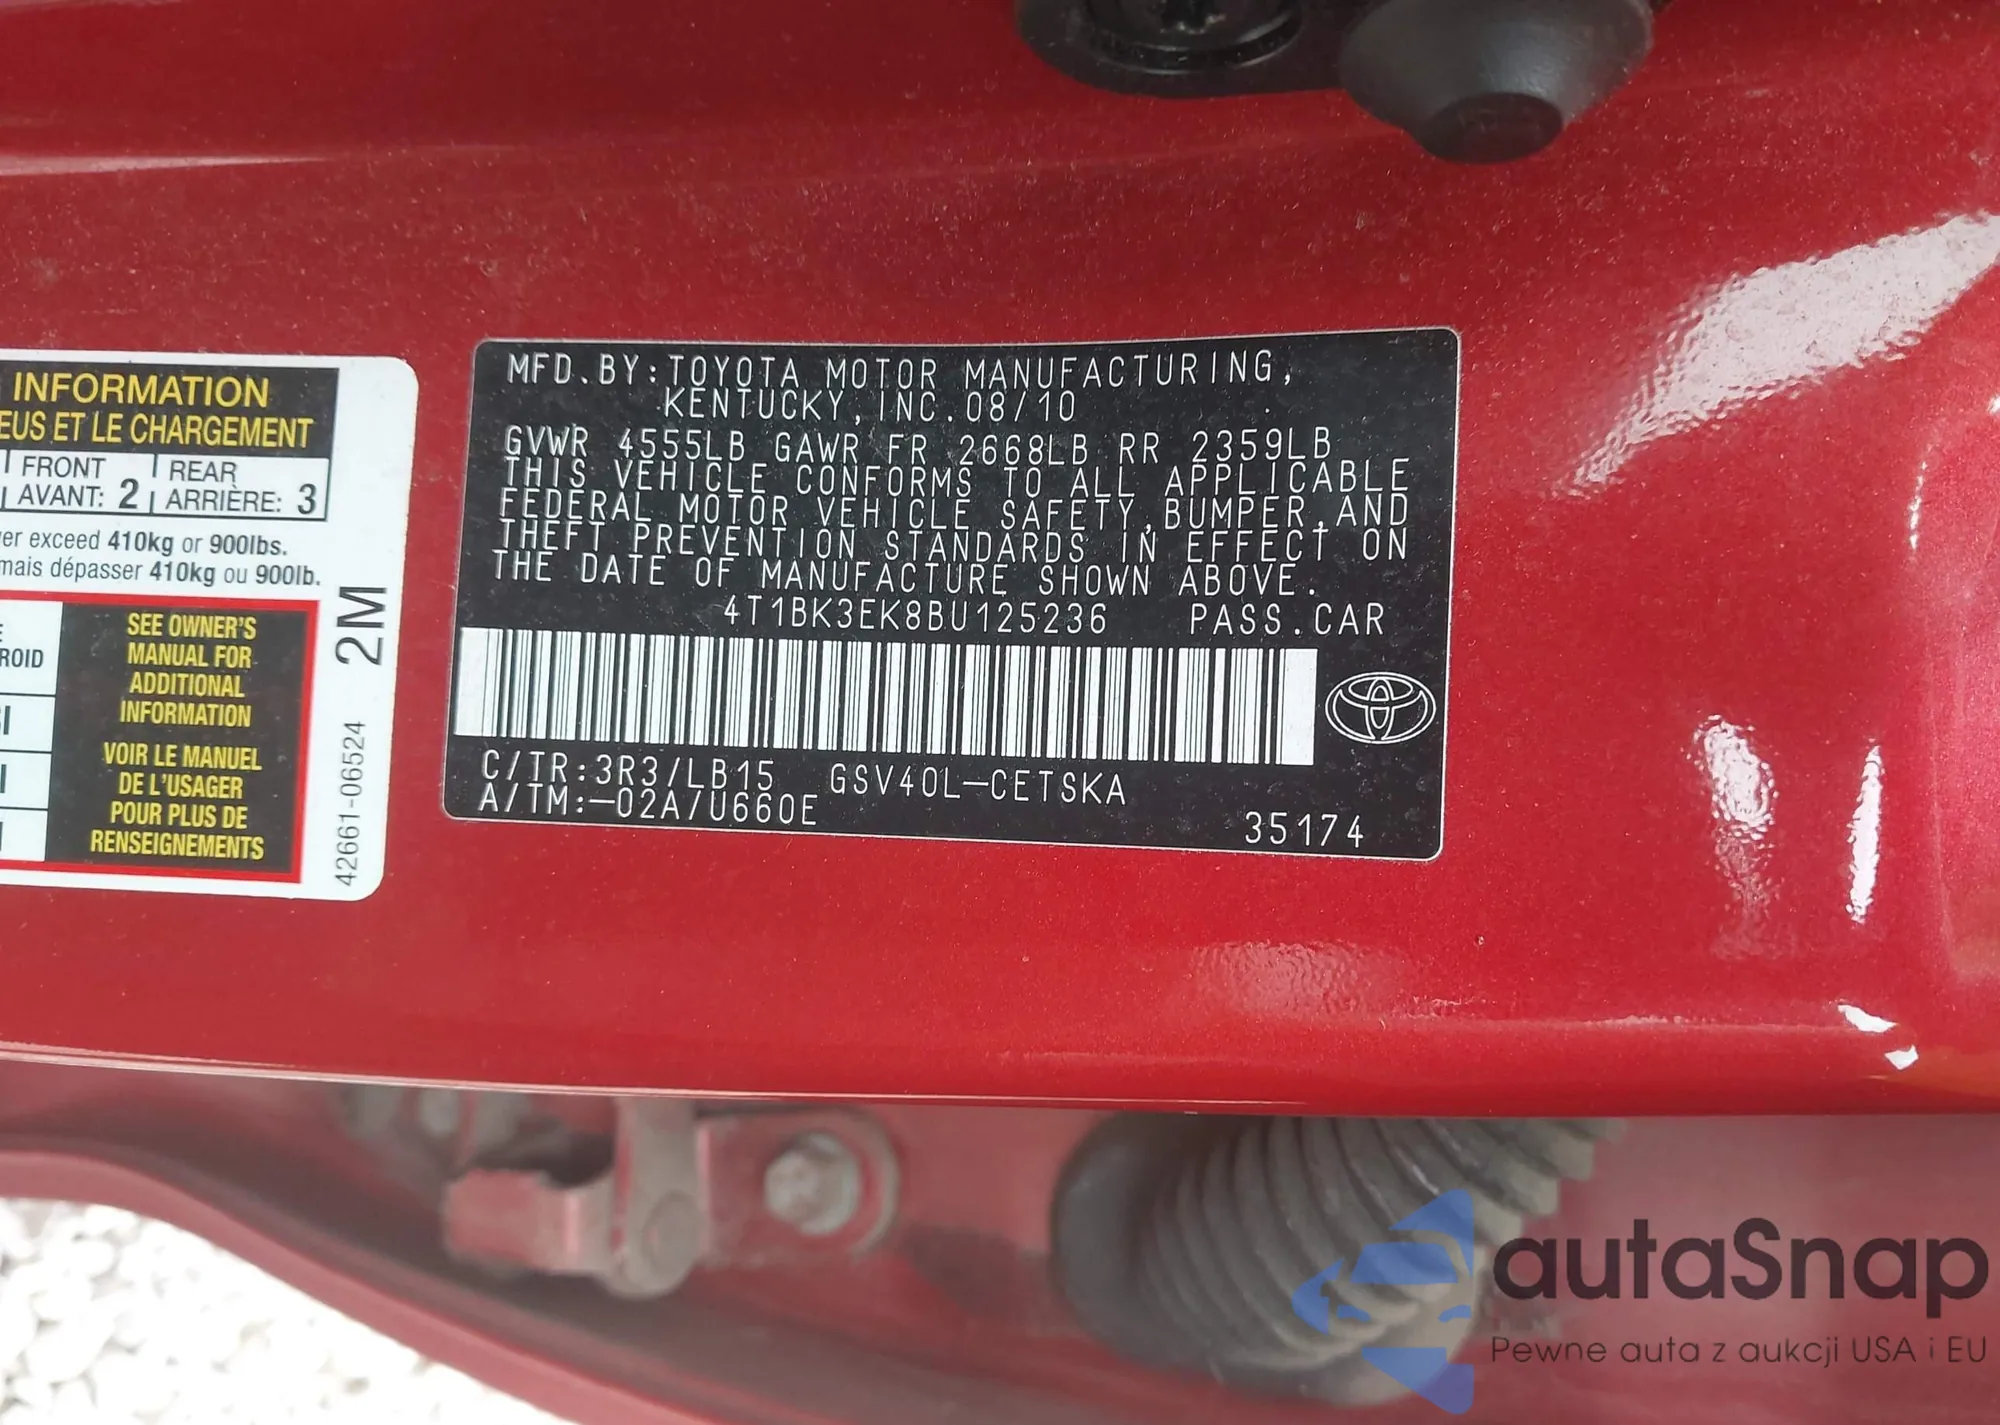 INFORMATION
EUS ET LE CHARGEMENT
FRONT
AVANT: 2
REAR
ARRIÈRE: 3
er exceed 410kg or 900lbs.
mais dépasser 410kg ou 900lb.
ROID
SEE OWNER'S
MANUAL FOR
ADDITIONAL
INFORMATION
VOIR LE MANUEL
DE L'USAGER
POUR PLUS DE
RENSEIGNEMENTS
42661-06524 2M
MFD.BY:TOYOTA MOTOR MANUFACTURING,
KENTUCKY,INC.08/10
GVWR 4555LB GAWR FR 2668LB RR 2359LB
THIS VEHICLE CONFORMS TO ALL APPLICABLE
FEDERAL MOTOR VEHICLE SAFETY,BUMPER,AND
THEFT PREVENTION STANDARDS IN EFFECT ON
THE DATE OF MANUFACTURE SHOWN ABOVE.
4T1BK3EK8BU125236 PASS.CAR
C/TR:3R3/LB15 GSV40L-CETSKA
A/TM:-02A/U660E
35174
autaSnap
Pewne auta z aukcji USA i EU